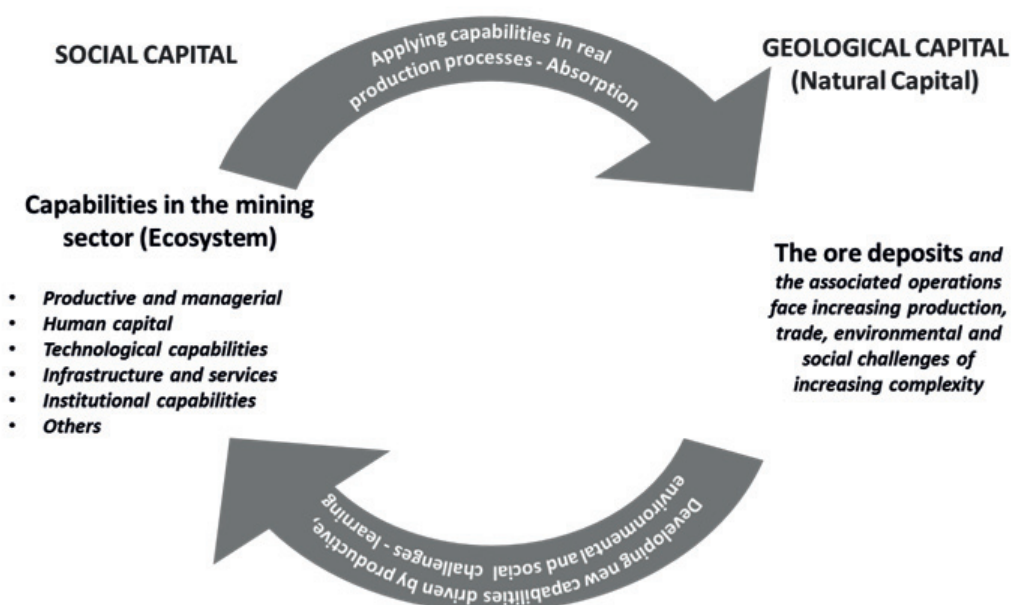 SOCIAL CAPITAL
Applying capabilities in real
production processes - Absorption
GEOLOGICAL CAPITAL
(Natural Capital)
Capabilities in the mining
sector (Ecosystem)
• Productive and managerial
• Human capital
• Technological capabilities
• Infrastructure and services
• Institutional capabilities
• Others
The ore deposits and
the associated operations
face increasing production,
trade, environmental and
social challenges of
increasing complexity
Developing new capabilities driven by productive,
environmental and social challenges - learning